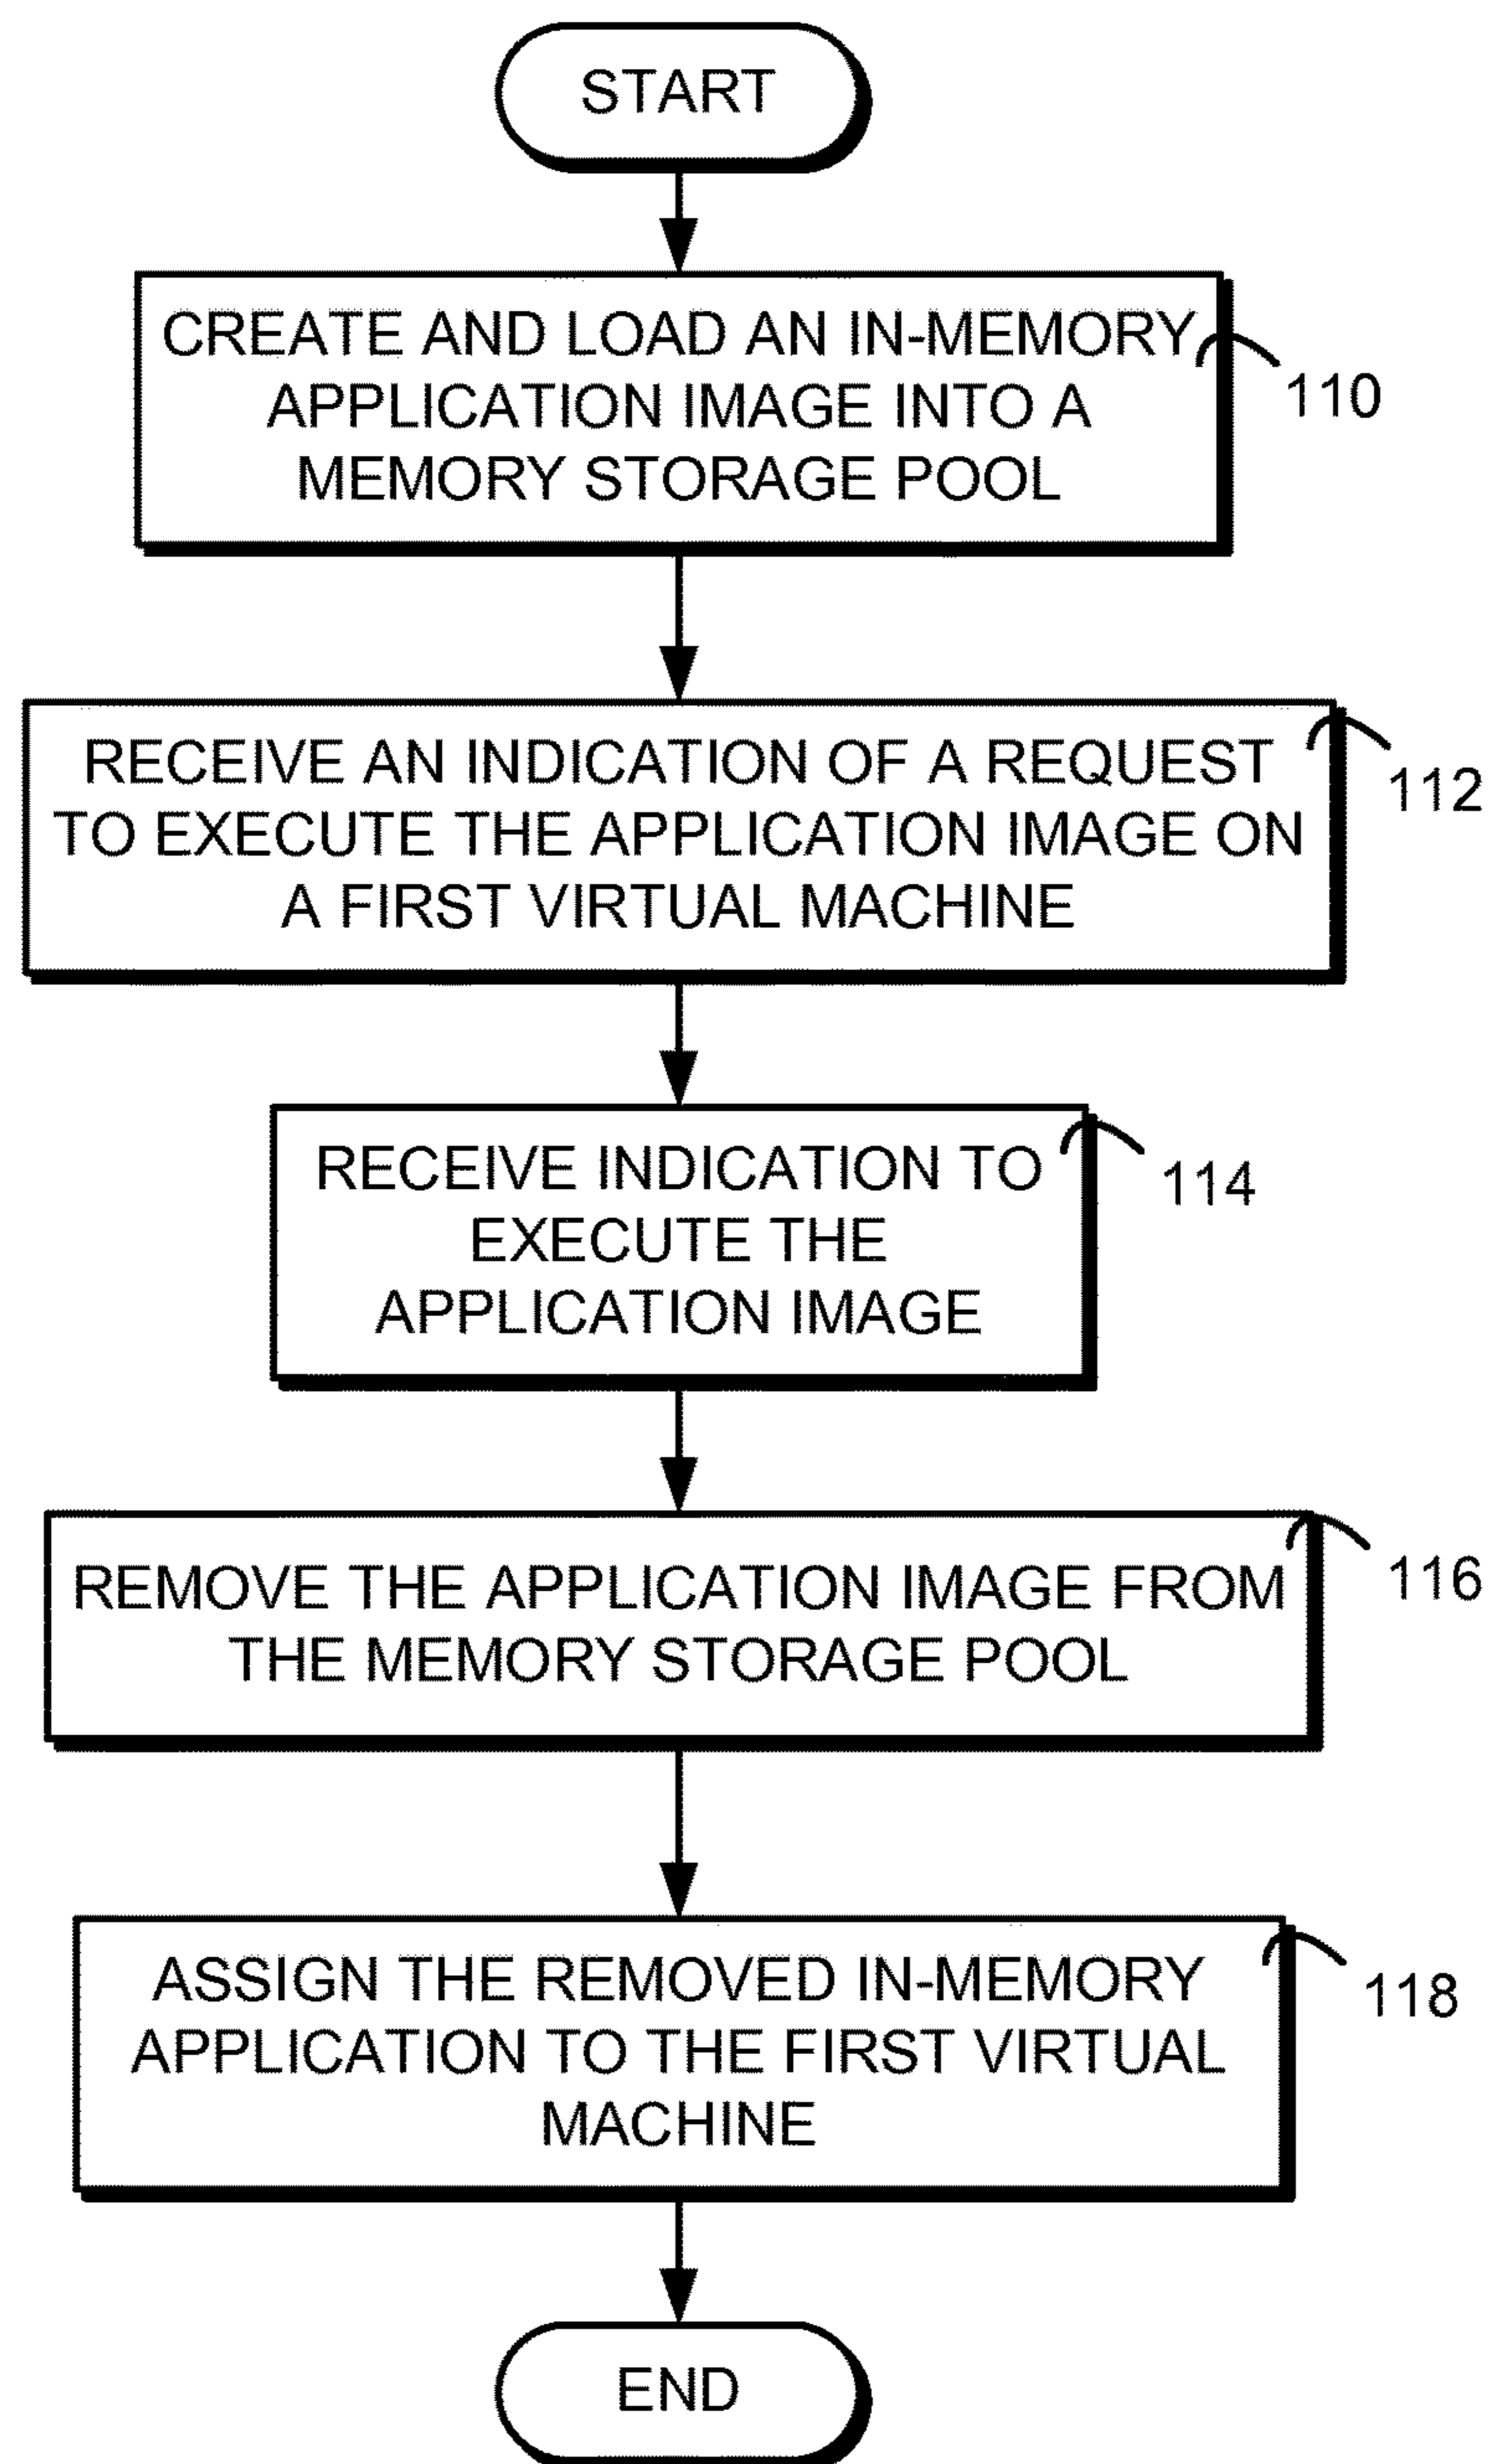 START
CREATE AND LOAD AN IN-MEMORY
APPLICATION IMAGE INTO A
MEMORY STORAGE POOL
110
RECEIVE AN INDICATION OF A REQUEST
TO EXECUTE THE APPLICATION IMAGE ON
A FIRST VIRTUAL MACHINE
112
RECEIVE INDICATION TO
EXECUTE THE
APPLICATION IMAGE
114
REMOVE THE APPLICATION IMAGE FROM
THE MEMORY STORAGE POOL
116
ASSIGN THE REMOVED IN-MEMORY
APPLICATION TO THE FIRST VIRTUAL
MACHINE
118
END